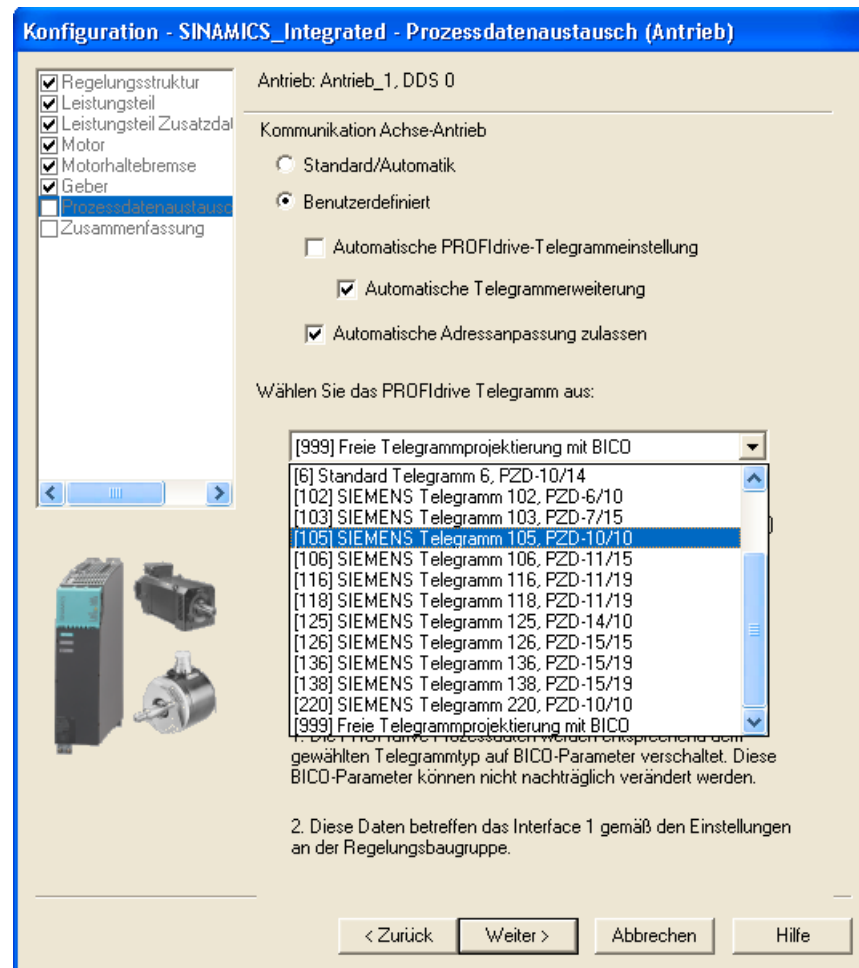 Konfiguration - SINAMICS_Integrated - Prozessdatenaustausch (Antrieb)
Regelungsstruktur
Leistungsteil
Leistungsteil Zusatzdat
Motor
Motorhaltebremse
Geber
Prozessdatenaustausc
Zusammenfassung
Antrieb: Antrieb_1, DDS 0
Kommunikation Achse-Antrieb
Standard/Automatik
Benutzerdefiniert
Automatische PROFIdrive-Telegrammeinstellung
Automatische Telegrammerweiterung
Automatische Adressanpassung zulassen
Wählen Sie das PROFIdrive Telegramm aus:
[999] Freie Telegrammprojektierung mit BICO
[6] Standard Telegramm 6, PZD-10/14
[102] SIEMENS Telegramm 102, PZD-6/10
[103] SIEMENS Telegramm 103, PZD-7/15
[105] SIEMENS Telegramm 105, PZD-10/10
[106] SIEMENS Telegramm 106, PZD-11/15
[116] SIEMENS Telegramm 116, PZD-11/19
[118] SIEMENS Telegramm 118, PZD-11/19
[125] SIEMENS Telegramm 125, PZD-14/10
[126] SIEMENS Telegramm 126, PZD-15/15
[136] SIEMENS Telegramm 136, PZD-15/19
[138] SIEMENS Telegramm 138, PZD-15/19
[220] SIEMENS Telegramm 220, PZD-10/10
[999] Freie Telegrammprojektierung mit BICO
1. Die PROFIdrive Prozessdaten werden entsprechend dem
gewählten Telegrammtyp auf BICO-Parameter verschaltet. Diese
BICO-Parameter können nicht nachträglich verändert werden.
2. Diese Daten betreffen das Interface 1 gemäß den Einstellungen
an der Regelungsbaugruppe.
< Zurück
Weiter >
Abbrechen
Hilfe